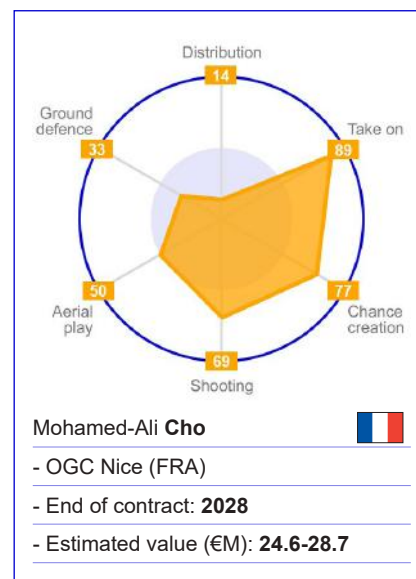 Distribution
14
Ground
defence
33
Take on
89
50
Aerial
play
77
Chance
creation
69
Shooting
Mohamed-Ali Cho
- OGC Nice (FRA)
- End of contract: 2028
- Estimated value (€M): 24.6-28.7